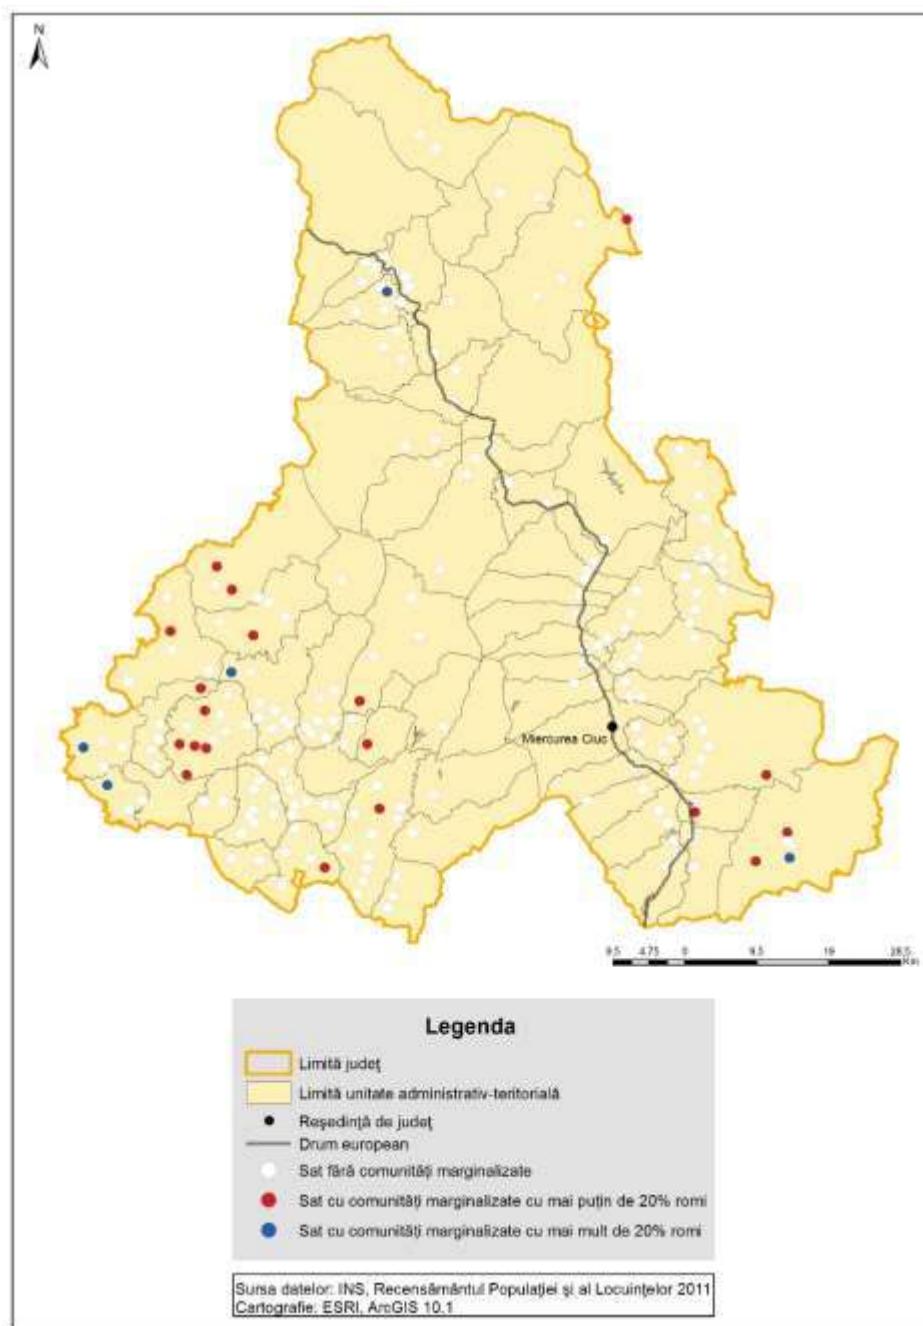 N
Miercurea Ciuc
9,5 4,75 0 9,5 19 28,5
Km
Legenda
Limită județ
Limită unitate administrativ-teritorială
Reşedință de județ
Drum european
Sat fără comunități marginalizate
Sat cu comunități marginalizate cu mai puțin de 20% romi
Sat cu comunități marginalizate cu mai mult de 20% romi
Sursa datelor: INS, Recensământul Populației şi al Locuințelor 2011
Cartografie: ESRI, ArcGIS 10.1